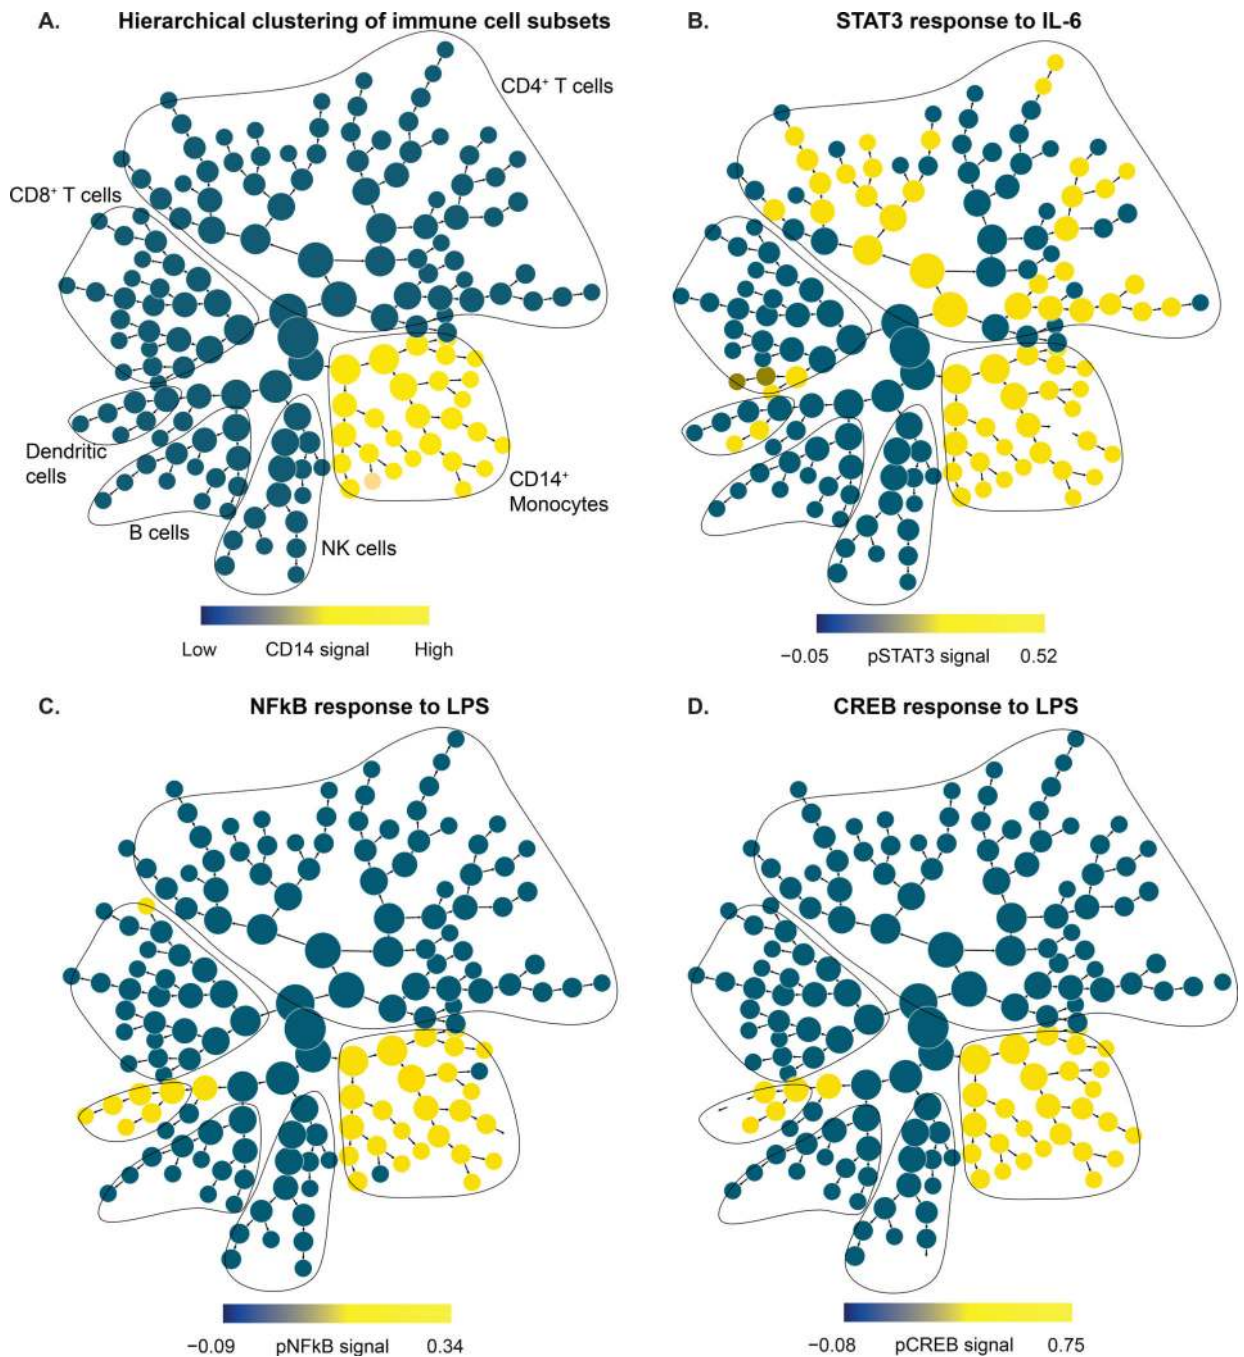 A. Hierarchical clustering of immune cell subsets
CD4⁺ T cells
CD8⁺ T cells
Dendritic
cells
B cells
NK cells
CD14⁺
Monocytes
Low CD14 signal High
B. STAT3 response to IL-6
−0.05 pSTAT3 signal 0.52
C. NFkB response to LPS
−0.09 pNFkB signal 0.34
D. CREB response to LPS
−0.08 pCREB signal 0.75